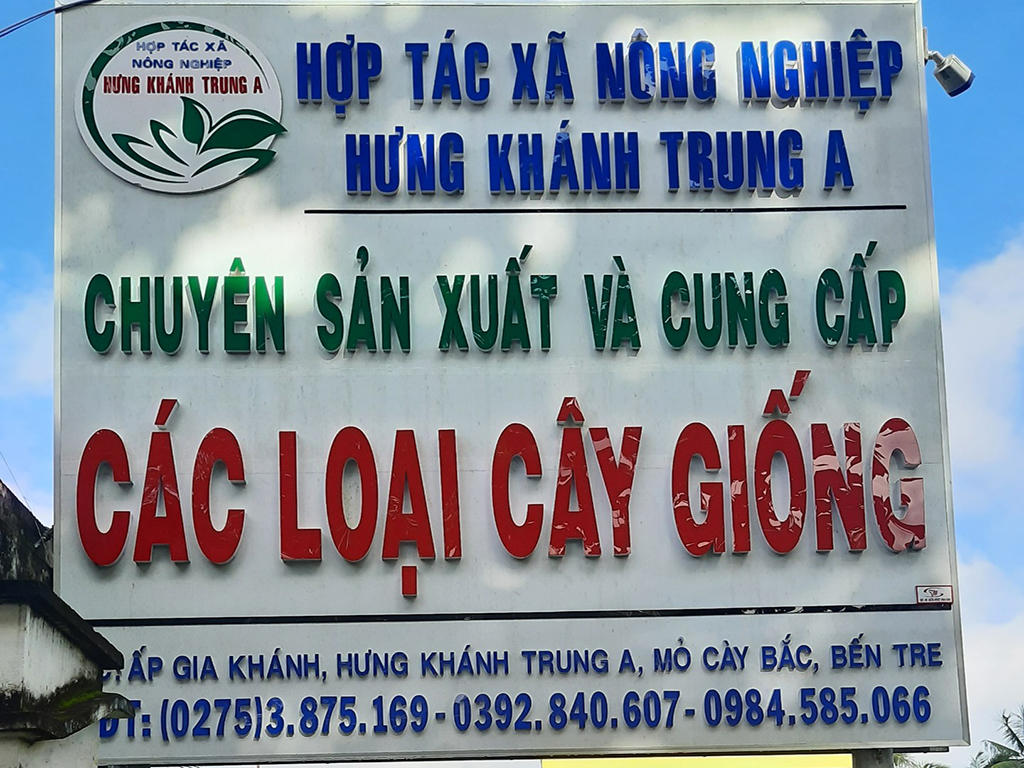 HỢP TÁC XÃ
NÔNG NGHIỆP
HƯNG KHÁNH TRUNG A
HỢP TÁC XÃ NÔNG NGHIỆP
HƯNG KHÁNH TRUNG A
CHUYÊN SẢN XUẤT VÀ CUNG CẤP
CÁC LOẠI CÂY GIỐNG
ẤP GIA KHÁNH, HƯNG KHÁNH TRUNG A, MỎ CÀY BẮC, BẾN TRE
ĐT: (0275)3.875.169 - 0392.840.607 - 0984.585.066